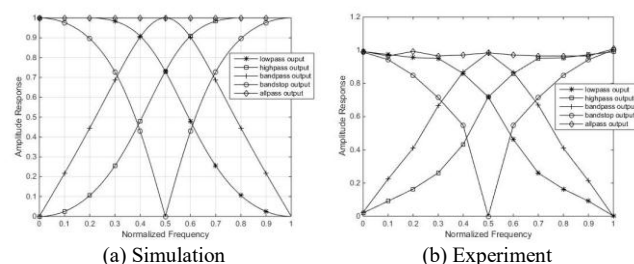 1
0.9
0.8
0.7
0.6
0.5
0.4
0.3
0.2
0.1
0
Amplitude Response
lowpass ouput
highpass output
bandpass output
bandstop output
allpass output
0 0.1 0.2 0.3 0.4 0.5 0.6 0.7 0.8 0.9 1
Normalized Frequency
(a) Simulation
1.2
1
0.8
0.6
0.4
0.2
0
Amplitude Response
lowpass ouput
highpass output
bandpass output
bandstop output
allpass output
0 0.1 0.2 0.3 0.4 0.5 0.6 0.7 0.8 0.9 1
Normalized Frequency
(b) Experiment